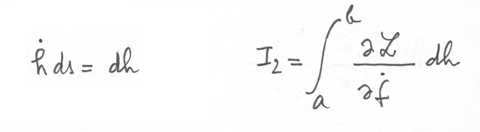 ḣ ds = dh
I₂ = ∫ₐᵇ ∂ℒ/∂ḟ dh